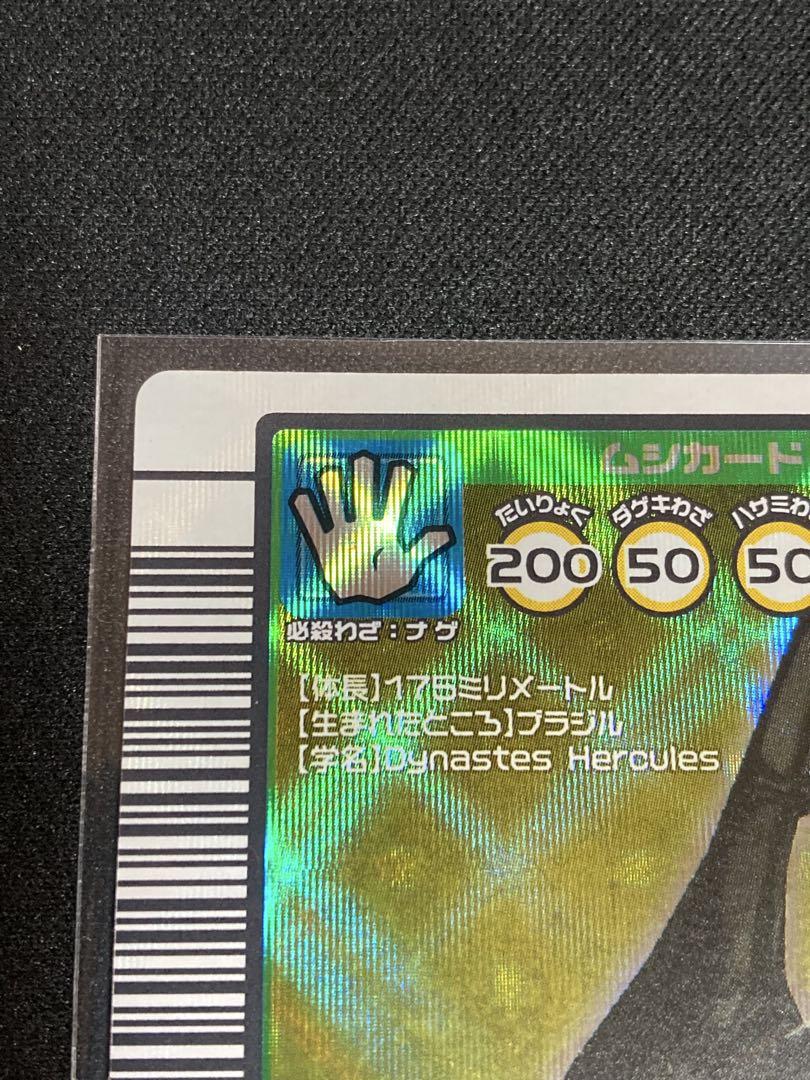 ムシカード
たいりょく ダゲキわざ ハサミわ
200 50 50
必殺わざ：ナゲ
【体長】175ミリメートル
【生まれたところ】ブラジル
【学名】Dynastes Hercules